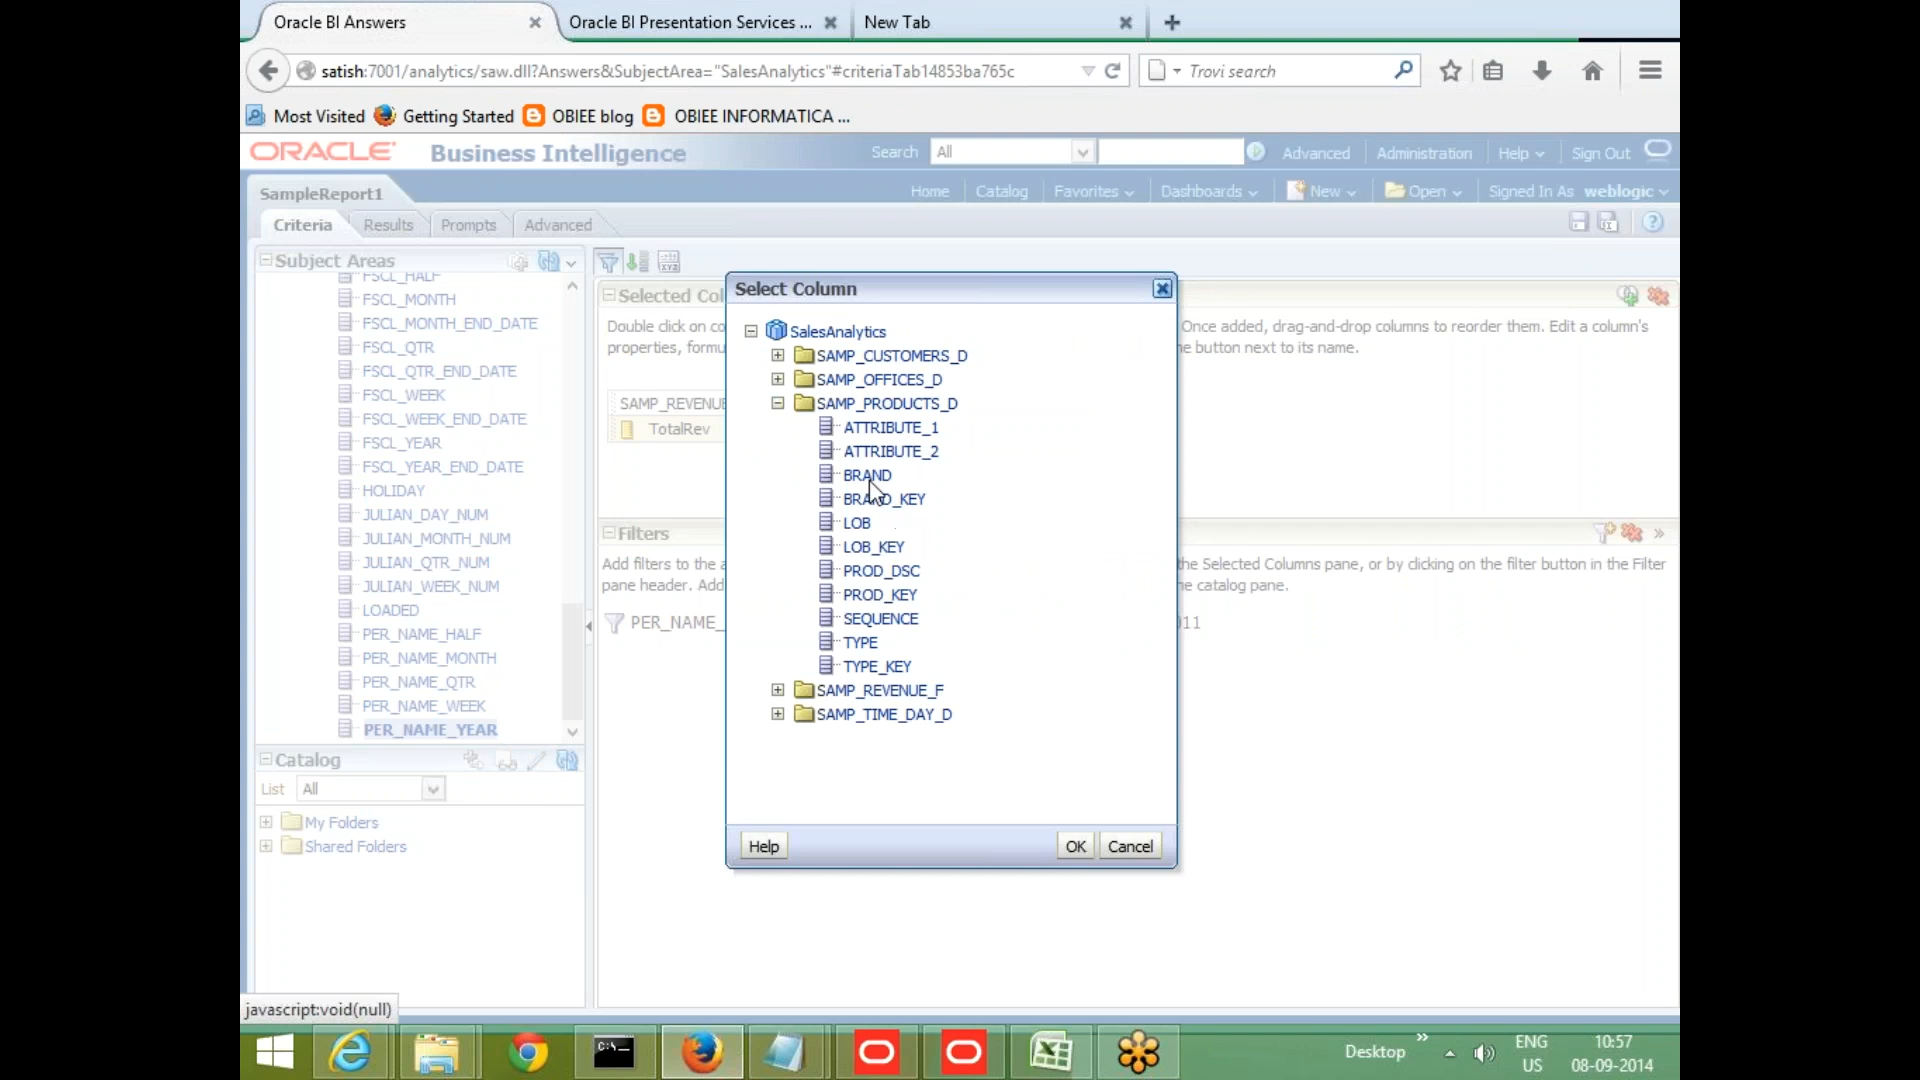 Oracle BI Answers
Oracle BI Presentation Services ...
New Tab
satish:7001/analytics/saw.dll?Answers&SubjectArea="SalesAnalytics"#criteriaTab14853ba765c
Trovi search
Most Visited
Getting Started
OBIEE blog
OBIEE INFORMATICA ...
ORACLE
Business Intelligence
Search
All
Advanced
Administration
Help
Sign Out
SampleReport1
Home
Catalog
Favorites
Dashboards
New
Open
Signed In As weblogic
Criteria
Results
Prompts
Advanced
Subject Areas
FSCL_HALF
FSCL_MONTH
FSCL_MONTH_END_DATE
FSCL_QTR
FSCL_QTR_END_DATE
FSCL_WEEK
FSCL_WEEK_END_DATE
FSCL_YEAR
FSCL_YEAR_END_DATE
HOLIDAY
JULIAN_DAY_NUM
JULIAN_MONTH_NUM
JULIAN_QTR_NUM
JULIAN_WEEK_NUM
LOADED
PER_NAME_HALF
PER_NAME_MONTH
PER_NAME_QTR
PER_NAME_WEEK
PER_NAME_YEAR
Catalog
List
All
My Folders
Shared Folders
Selected Col
Double click on co
Once added, drag-and-drop columns to reorder them. Edit a column's
properties, formu
e button next to its name.
SAMP_REVENUE
TotalRev
Filters
Add filters to the a
the Selected Columns pane, or by clicking on the filter button in the Filter
pane header. Add
e catalog pane.
PER_NAME_
011
Select Column
SalesAnalytics
SAMP_CUSTOMERS_D
SAMP_OFFICES_D
SAMP_PRODUCTS_D
ATTRIBUTE_1
ATTRIBUTE_2
BRAND
BRAND_KEY
LOB
LOB_KEY
PROD_DSC
PROD_KEY
SEQUENCE
TYPE
TYPE_KEY
SAMP_REVENUE_F
SAMP_TIME_DAY_D
Help
OK
Cancel
javascript:void(null)
C:\
Desktop
ENG
US
10:57
08-09-2014